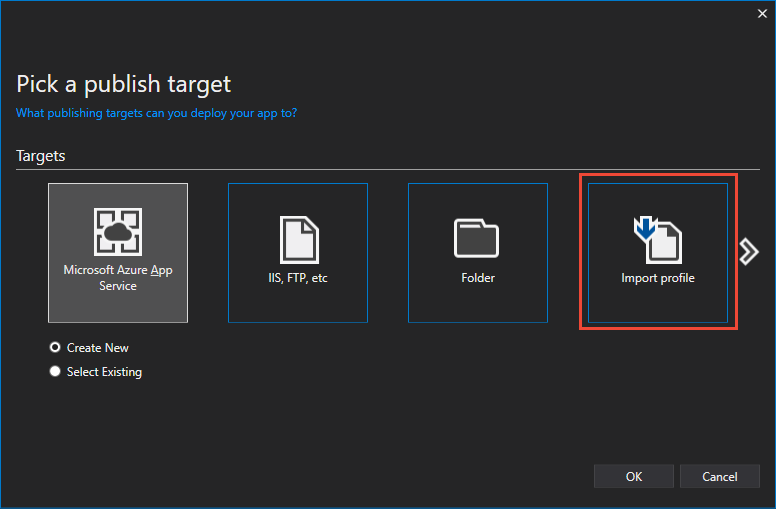 Pick a publish target
What publishing targets can you deploy your app to?
Targets
Microsoft Azure App
Service
IIS, FTP, etc
Folder
Import profile
Create New
Select Existing
OK
Cancel